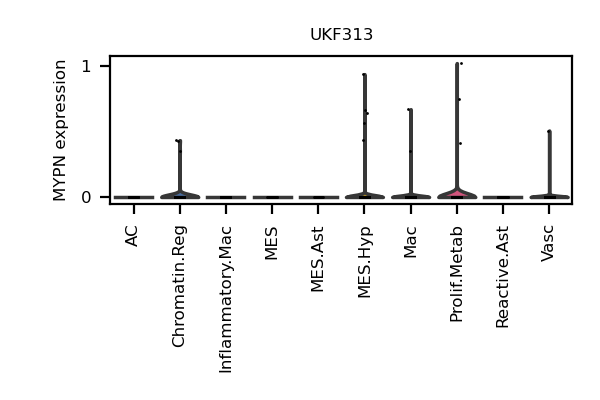 UKF313
MYPN expression
1
0
AC
Chromatin.Reg
Inflammatory.Mac
MES
MES.Ast
MES.Hyp
Mac
Prolif.Metab
Reactive.Ast
Vasc